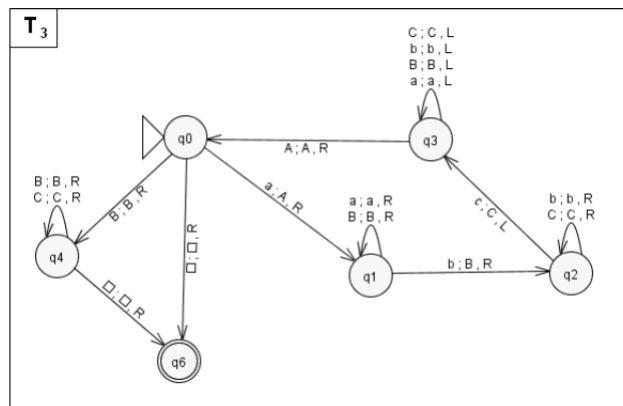 T₃
C ; C , L
b ; b , L
B ; B , L
a ; a , L
q0
q3
A ; A , R
B ; B , R
C ; C , R
B ; B , R
□ ; □ , R
a ; A , R
a ; a , R
B ; B , R
c ; C , L
b ; b , R
C ; C , R
q4
q1
b ; B , R
q2
□ ; □ , R
q6